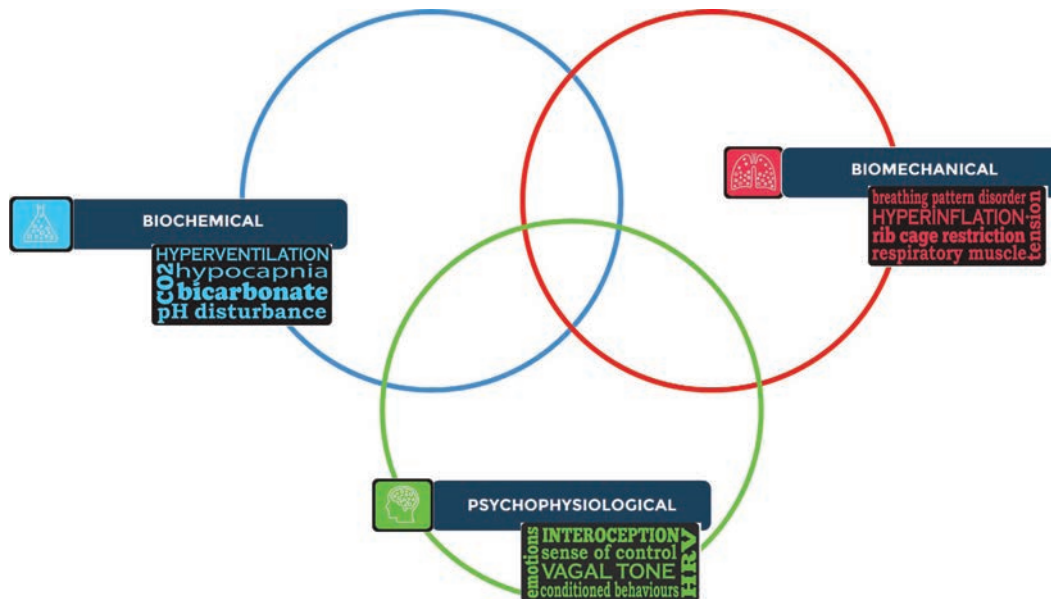 BIOCHEMICAL
HYPERVENTILATION
CO2
hypocapnia
bicarbonate
pH disturbance
BIOMECHANICAL
breathing pattern disorder
HYPERINFLATION
rib cage restriction
respiratory muscle
tension
PSYCHOPHYSIOLOGICAL
emotions
INTEROCEPTION
sense of control
VAGAL TONE
conditioned behaviours
HRV